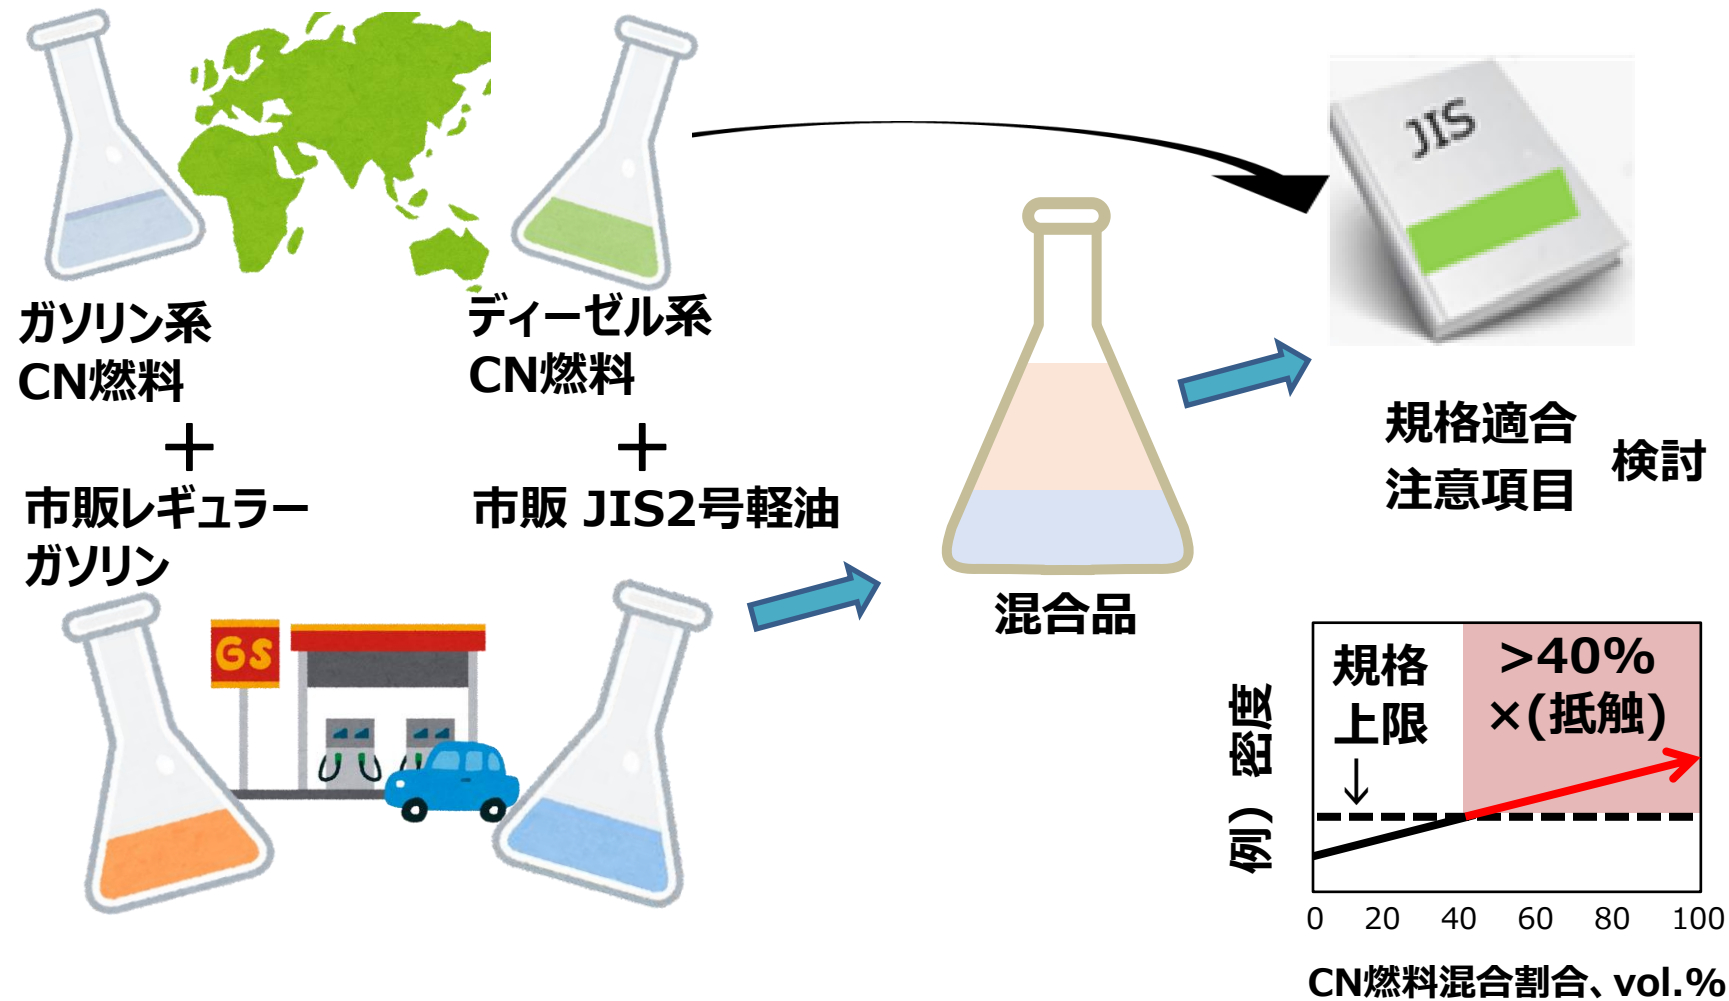 ガソリン系
CN燃料
＋
市販レギュラー
ガソリン
ディーゼル系
CN燃料
＋
市販 JIS2号軽油
GS
混合品
JIS
規格適合
注意項目
検討
例）密度
規格
上限
↓
>40%
×(抵触)
0 20 40 60 80 100
CN燃料混合割合、vol.%